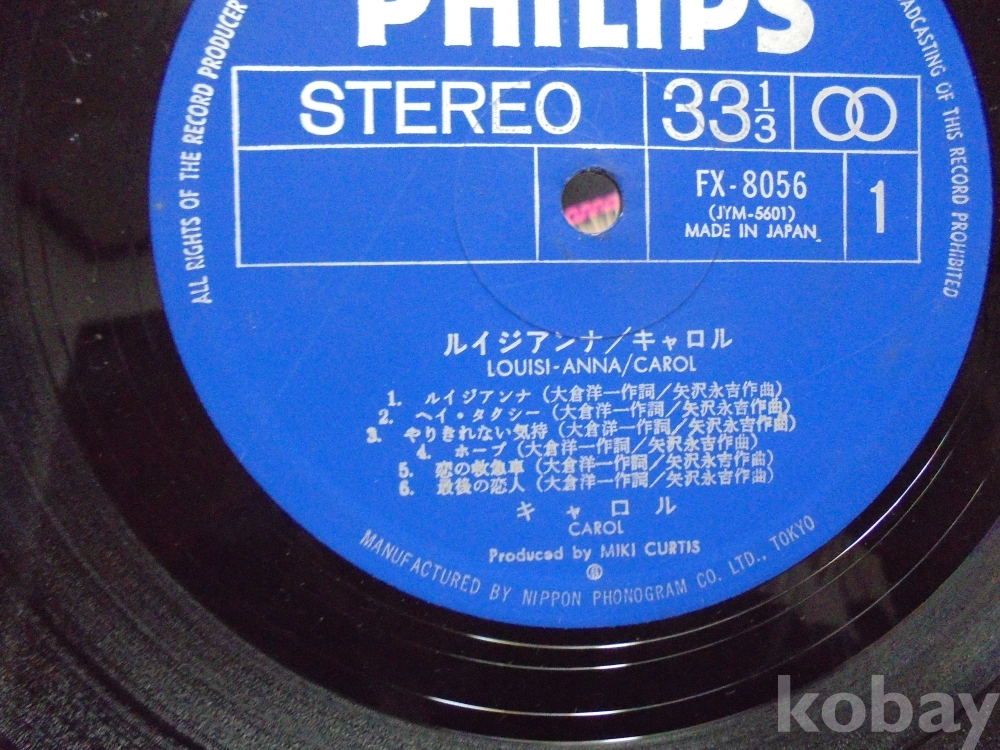 PHILIPS
STEREO
33 1/3
FX-8056
(JYM-5601)
MADE IN JAPAN
1
ALL RIGHTS OF THE RECORD PRODUCER
ADCASTING OF THIS RECORD PROHIBITED
ルイジアンナ/キャロル
LOUISI-ANNA/CAROL
1. ルイジアンナ (大倉洋一作詞/矢沢永吉作曲)
2. ヘイ・タクシー (大倉洋一作詞/矢沢永吉作曲)
3. やりきれない気持 (大倉洋一作詞/矢沢永吉作曲)
4. ホープ (大倉洋一作詞/矢沢永吉作曲)
5. 恋の救急車 (大倉洋一作詞/矢沢永吉作曲)
6. 最後の恋人 (大倉洋一作詞/矢沢永吉作曲)
キャロル
CAROL
Produced by MIKI CURTIS
MANUFACTURED BY NIPPON PHONOGRAM CO. LTD., TOKYO
kobay